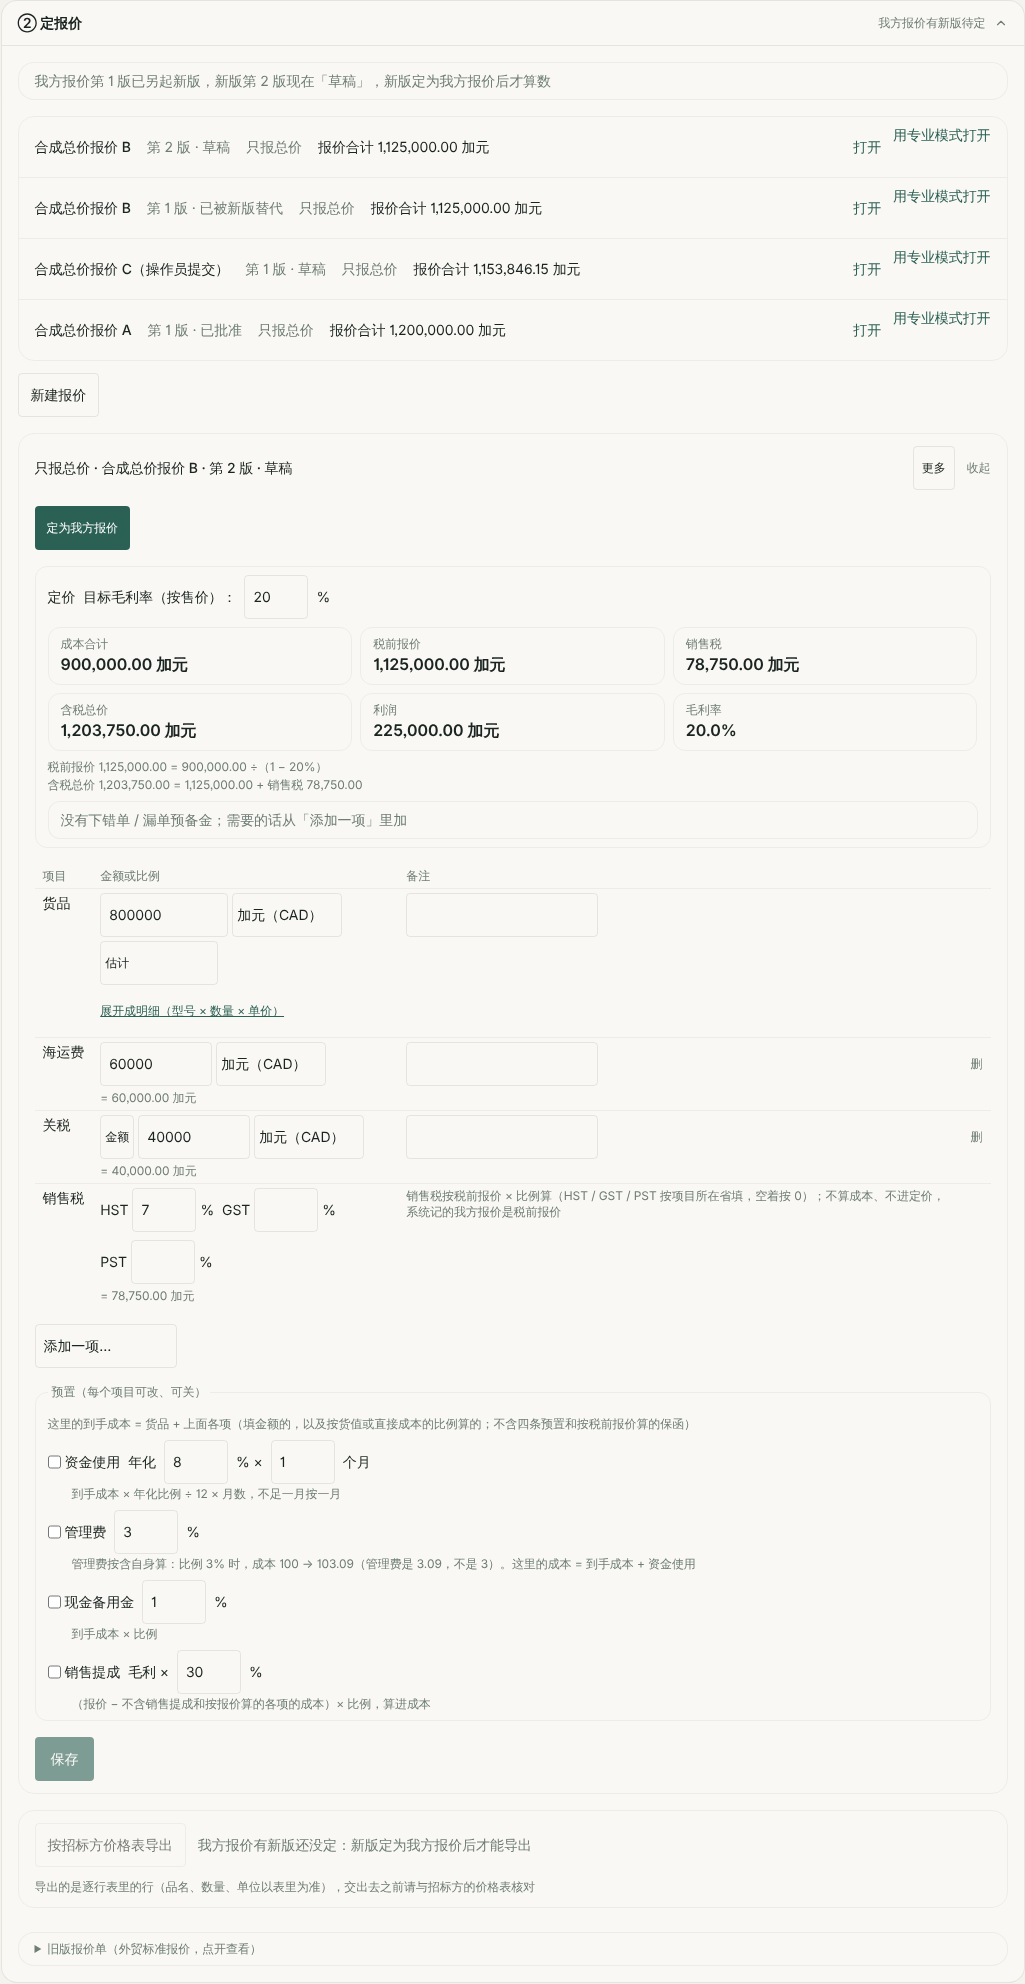 ② 定报价 我方报价有新版待定
我方报价第 1 版已另起新版，新版第 2 版现在「草稿」，新版定为我方报价后才算数
合成总价报价 B 第 2 版 · 草稿 只报总价 报价合计 1,125,000.00 加元 打开 用专业模式打开
合成总价报价 B 第 1 版 · 已被新版替代 只报总价 报价合计 1,125,000.00 加元 打开 用专业模式打开
合成总价报价 C（操作员提交） 第 1 版 · 草稿 只报总价 报价合计 1,153,846.15 加元 打开 用专业模式打开
合成总价报价 A 第 1 版 · 已批准 只报总价 报价合计 1,200,000.00 加元 打开 用专业模式打开
新建报价
只报总价 · 合成总价报价 B · 第 2 版 · 草稿 更多 收起
定为我方报价
定价 目标毛利率（按售价）： 20 %
成本合计 税前报价 销售税
900,000.00 加元 1,125,000.00 加元 78,750.00 加元
含税总价 利润 毛利率
1,203,750.00 加元 225,000.00 加元 20.0%
税前报价 1,125,000.00 = 900,000.00 ÷（1 − 20%）
含税总价 1,203,750.00 = 1,125,000.00 + 销售税 78,750.00
没有下错单 / 漏单预备金；需要的话从「添加一项」里加
项目 金额或比例 备注
货品 800000 加元（CAD）
估计
展开成明细（型号 × 数量 × 单价）
海运费 60000 加元（CAD） 删
= 60,000.00 加元
关税 金额 40000 加元（CAD） 删
= 40,000.00 加元
销售税 HST 7 % GST % 销售税按税前报价 × 比例算（HST / GST / PST 按项目所在省填，空着按 0）；不算成本、不进定价，
系统记的我方报价是税前报价
PST %
= 78,750.00 加元
添加一项...
预置（每个项目可改、可关）
这里的到手成本 = 货品 + 上面各项（填金额的，以及按货值或直接成本的比例算的；不含四条预置和按税前报价算的保函）
资金使用 年化 8 % × 1 个月
到手成本 × 年化比例 ÷ 12 × 月数，不足一月按一月
管理费 3 %
管理费按含自身算：比例 3% 时，成本 100 → 103.09（管理费是 3.09，不是 3）。这里的成本 = 到手成本 + 资金使用
现金备用金 1 %
到手成本 × 比例
销售提成 毛利 × 30 %
（报价 − 不含销售提成和按报价算的各项的成本）× 比例，算进成本
保存
按招标方价格表导出 我方报价有新版还没定：新版定为我方报价后才能导出
导出的是逐行表里的行（品名、数量、单位以表里为准），交出去之前请与招标方的价格表核对
▶ 旧版报价单（外贸标准报价，点开查看）